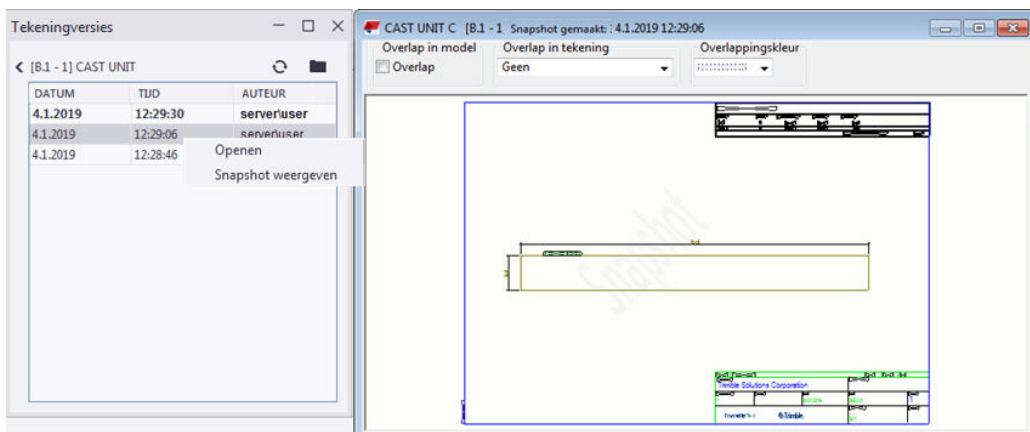 Tekeningversies
[B.1 - 1] CAST UNIT
DATUM TIJD AUTEUR
4.1.2019 12:29:30 server\user
4.1.2019 12:29:06 server\user
4.1.2019 12:28:46
Openen
Snapshot weergeven
CAST UNIT C [B.1 - 1 Snapshot gemaakt: : 4.1.2019 12:29:06
Overlap in model Overlap in tekening Overlappingskleur
Overlap Geen
Snapshot
Trimble Solutions Corporation
Trimble